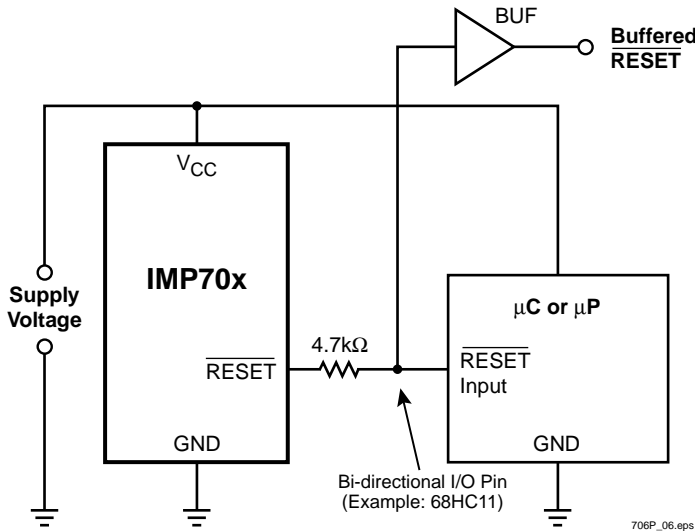 BUF
Buffered
RESET
VCC
IMP70x
Supply
Voltage
μC or μP
4.7kΩ
RESET
RESET
Input
GND
GND
Bi-directional I/O Pin
(Example: 68HC11)
706P_06.eps